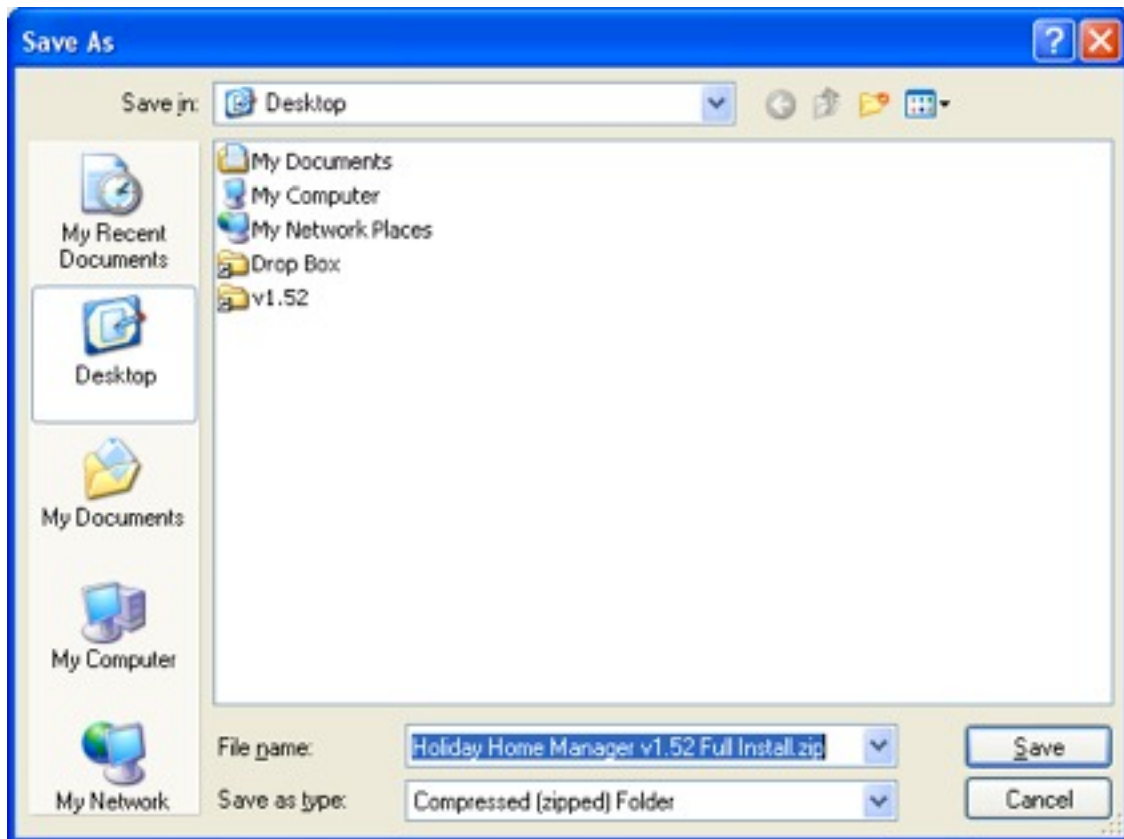 Save As
Save in:
Desktop
My Recent
Documents
Desktop
My Documents
My Computer
My Network
My Documents
My Computer
My Network Places
Drop Box
v1.52
File name:
Holiday Home Manager v1.52 Full Install.zip
Save
Save as type:
Compressed (zipped) Folder
Cancel